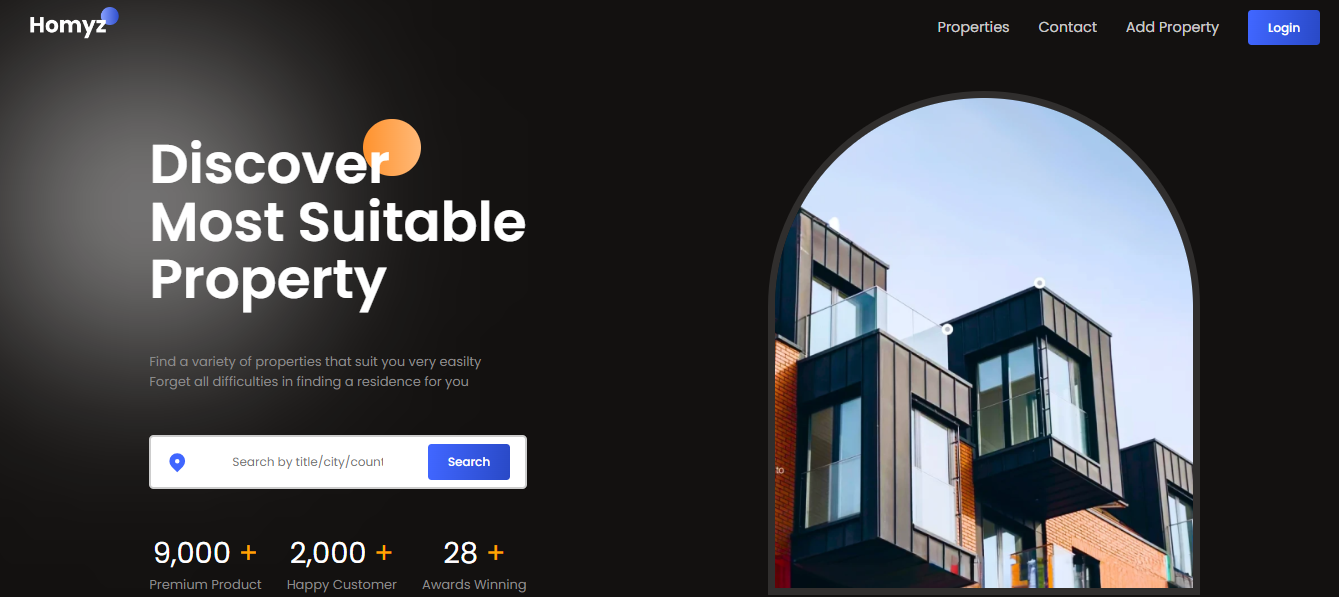 Homyz
Properties
Contact
Add Property
Login
Discover
Most Suitable
Property
Find a variety of properties that suit you very easilty
Forget all difficulties in finding a residence for you
Search by title/city/count
Search
9,000 +
2,000 +
28 +
Premium Product
Happy Customer
Awards Winning
to